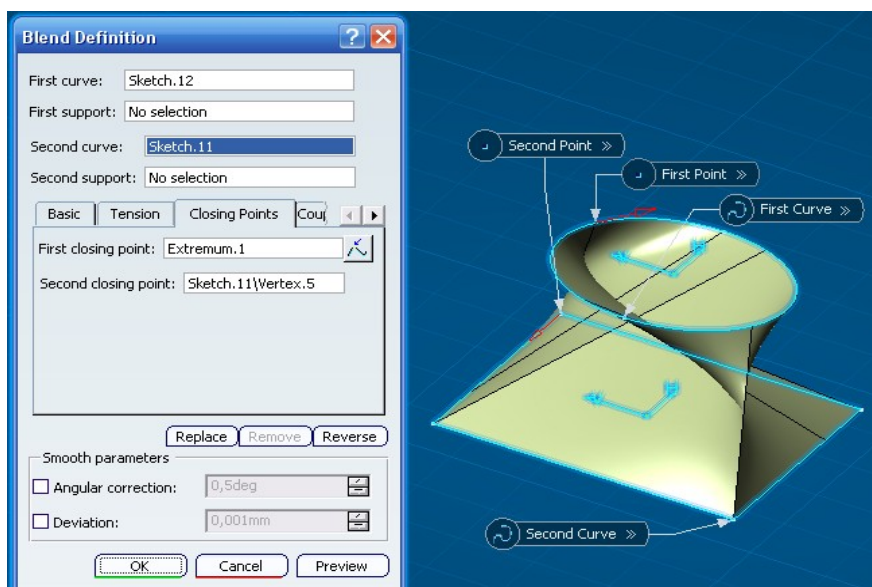 Blend Definition
First curve: Sketch.12
First support: No selection
Second curve: Sketch.11
Second support: No selection
Basic Tension Closing Points
First closing point: Extremum.1
Second closing point: Sketch.11\Vertex.5
Replace Remove Reverse
Smooth parameters
Angular correction: 0,5deg
Deviation: 0,001mm
OK Cancel Preview
Second Point »
First Point »
First Curve »
Second Curve »